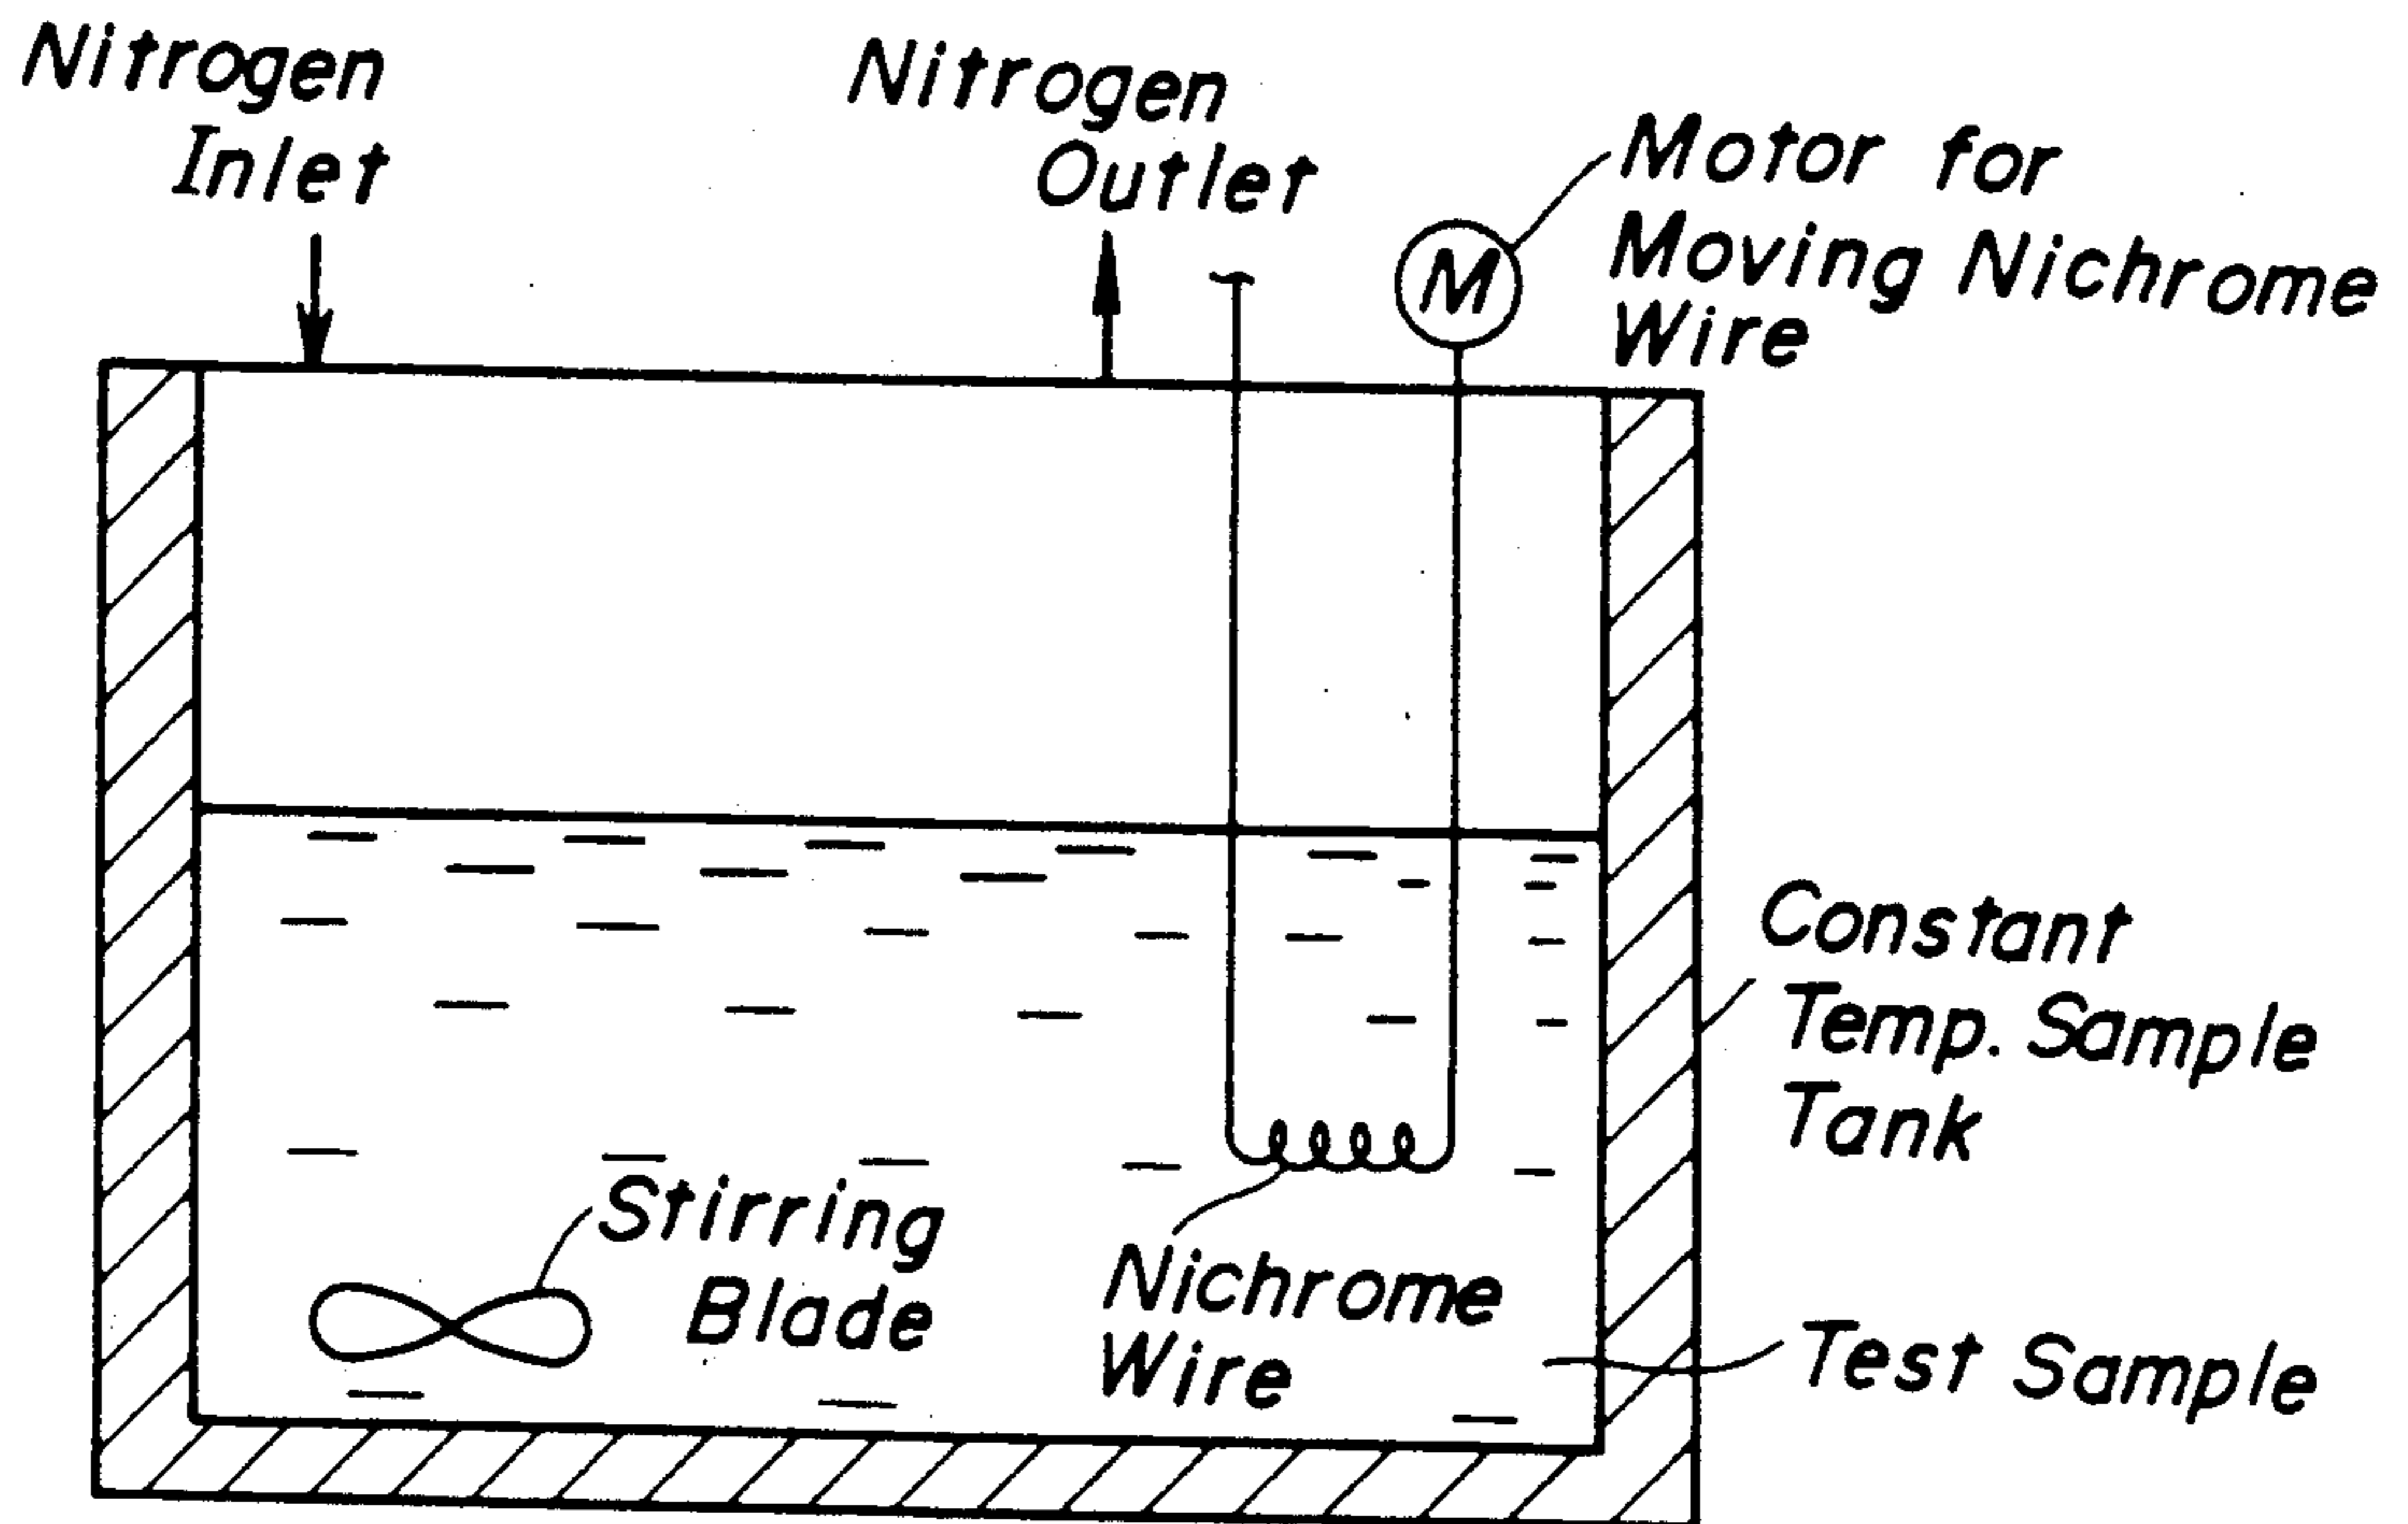 Nitrogen
Inlet
Nitrogen
Outlet
Motor for
Moving Nichrome
Wire
M
Constant
Temp. Sample
Tank
Stirring
Blade
Nichrome
Wire
Test Sample